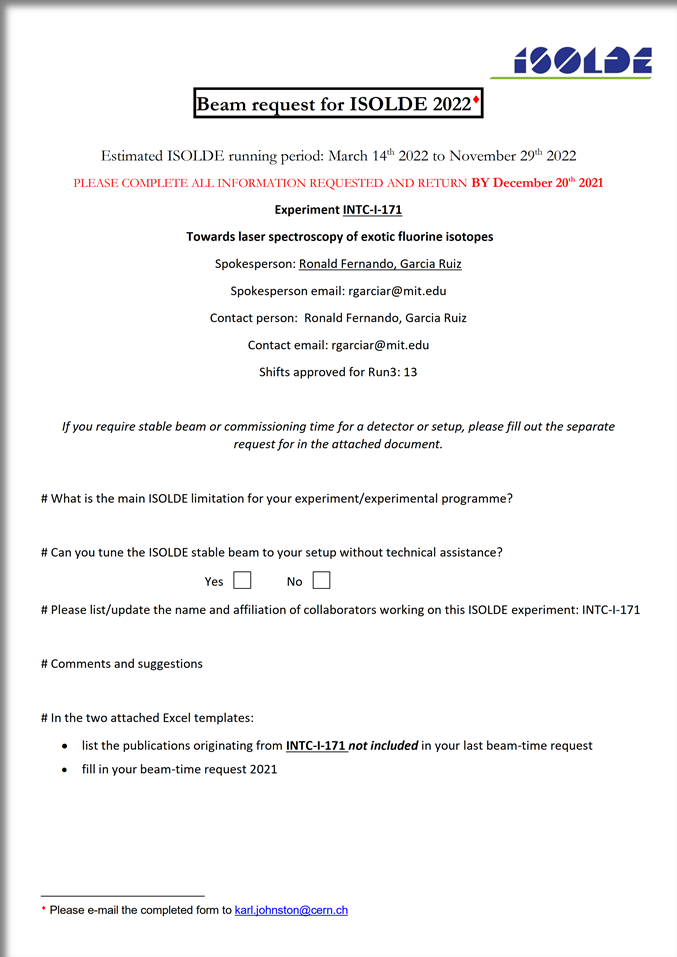 ISOLDE
Beam request for ISOLDE 2022♦
Estimated ISOLDE running period: March 14th 2022 to November 29th 2022
PLEASE COMPLETE ALL INFORMATION REQUESTED AND RETURN BY December 20th 2021
Experiment INTC-I-171
Towards laser spectroscopy of exotic fluorine isotopes
Spokesperson: Ronald Fernando, Garcia Ruiz
Spokesperson email: rgarciar@mit.edu
Contact person: Ronald Fernando, Garcia Ruiz
Contact email: rgarciar@mit.edu
Shifts approved for Run3: 13
If you require stable beam or commissioning time for a detector or setup, please fill out the separate
request for in the attached document.
# What is the main ISOLDE limitation for your experiment/experimental programme?
# Can you tune the ISOLDE stable beam to your setup without technical assistance?
Yes No
# Please list/update the name and affiliation of collaborators working on this ISOLDE experiment: INTC-I-171
# Comments and suggestions
# In the two attached Excel templates:
• list the publications originating from INTC-I-171 not included in your last beam-time request
• fill in your beam-time request 2021
♦ Please e-mail the completed form to karl.johnston@cern.ch